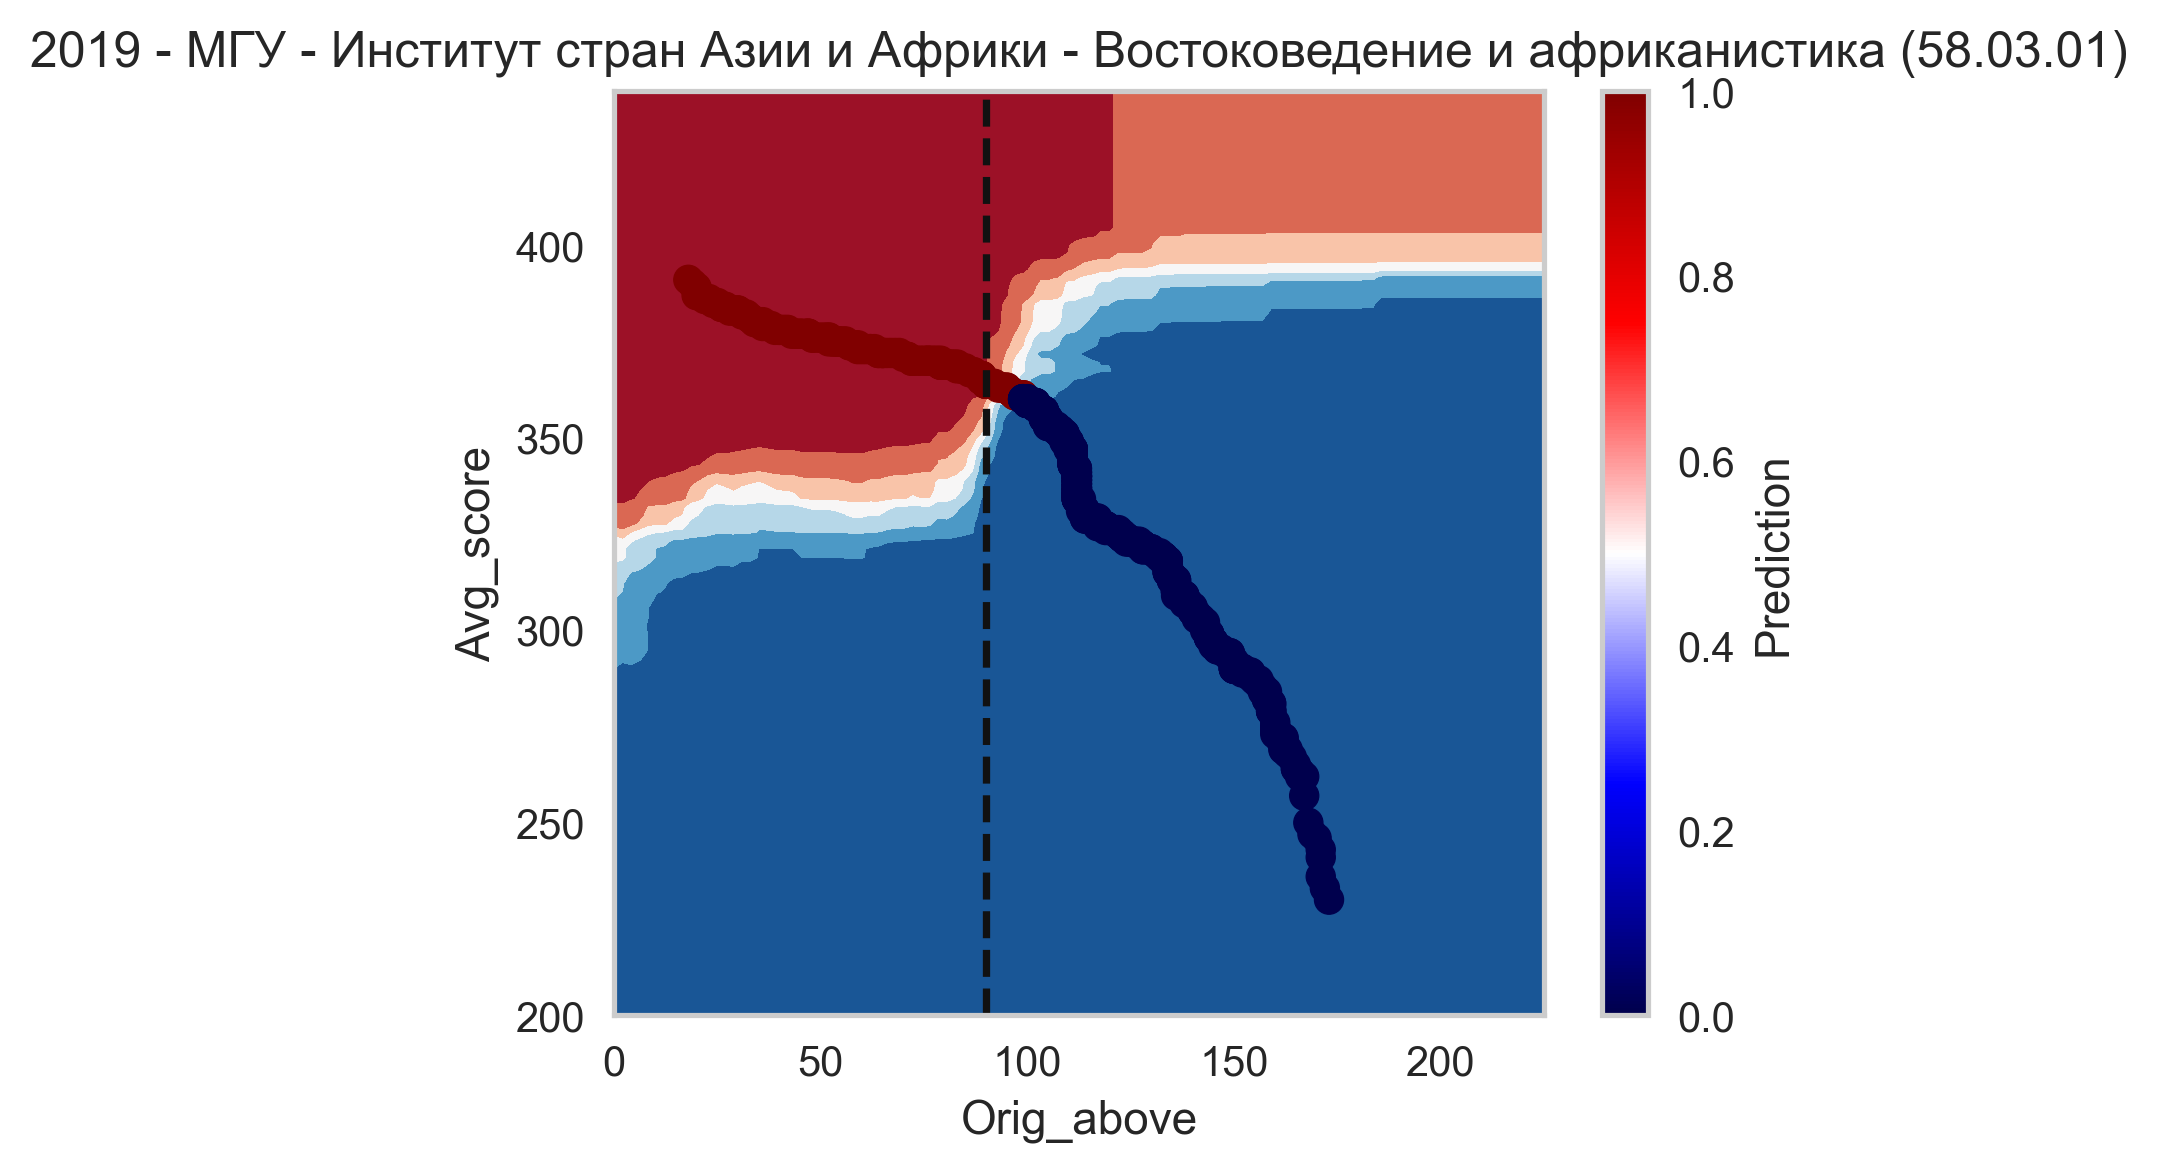 2019 - МГУ - Институт стран Азии и Африки - Востоковедение и африканистика (58.03.01)
400
350
300
250
200
Avg_score
0 50 100 150 200
Orig_above
1.0
0.8
0.6
0.4
0.2
0.0
Prediction